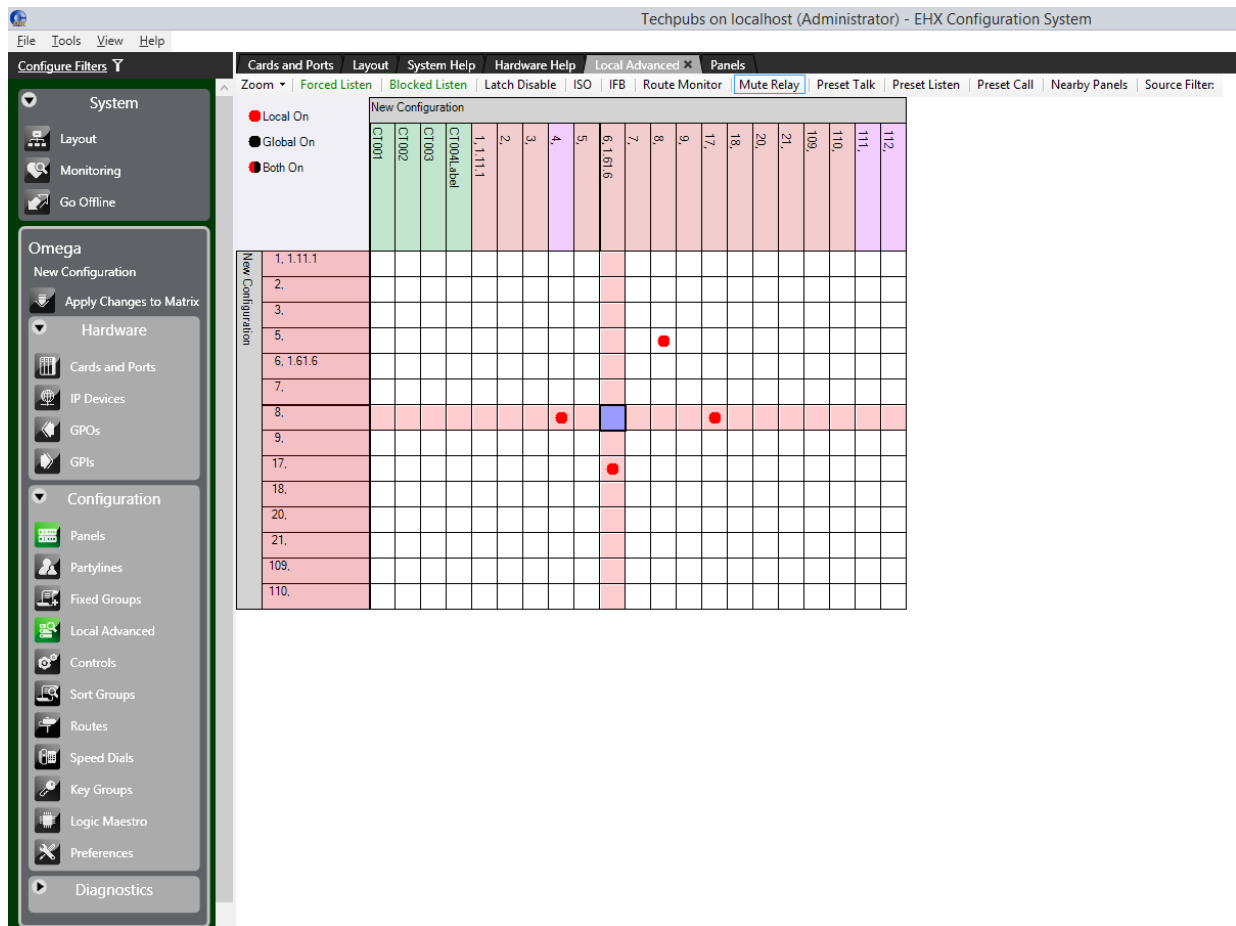 Techpubs on localhost (Administrator) - EHX Configuration System
File Tools View Help
Configure Filters
Cards and Ports Layout System Help Hardware Help Local Advanced Panels
Zoom Forced Listen Blocked Listen Latch Disable ISO IFB Route Monitor Mute Relay Preset Talk Preset Listen Preset Call Nearby Panels Source Filter:
System
Layout
Monitoring
Go Offline
Omega
New Configuration
Apply Changes to Matrix
Hardware
Cards and Ports
IP Devices
GPOs
GPIs
Configuration
Panels
Partylines
Fixed Groups
Local Advanced
Controls
Sort Groups
Routes
Speed Dials
Key Groups
Logic Maestro
Preferences
Diagnostics
Local On
Global On
Both On
New Configuration
CT001
CT002
CT003
CT004Label
1, 1.11.1
2,
3,
4,
5,
6, 1.61.6
7,
8,
9,
17,
18,
20,
21,
109,
110,
111,
112,
New Configuration
1, 1.11.1
2,
3,
5,
6, 1.61.6
7,
8,
9,
17,
18,
20,
21,
109,
110,